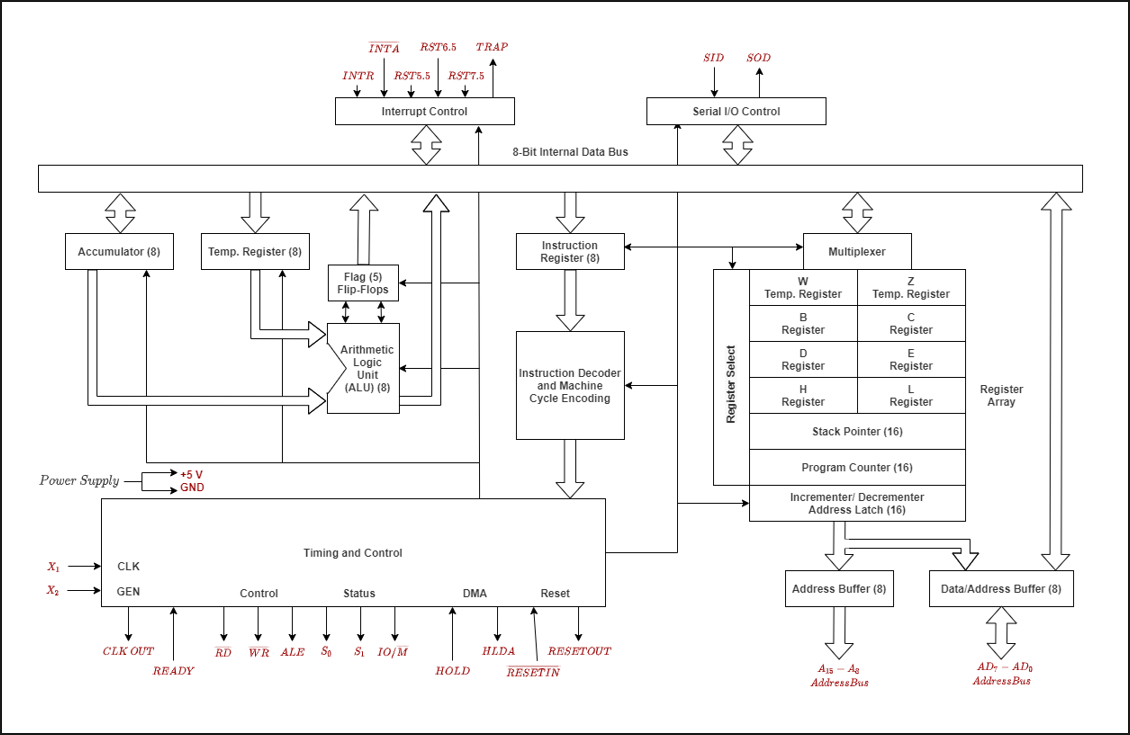 INTA RST6.5 TRAP
INTR RST5.5 RST7.5
Interrupt Control
SID SOD
Serial I/O Control
8-Bit Internal Data Bus
Accumulator (8)
Temp. Register (8)
Flag (5)
Flip-Flops
Arithmetic
Logic
Unit
(ALU) (8)
Instruction
Register (8)
Instruction Decoder
and Machine
Cycle Encoding
Multiplexer
Register Select
W
Temp. Register
Z
Temp. Register
B
Register
C
Register
D
Register
E
Register
H
Register
L
Register
Stack Pointer (16)
Program Counter (16)
Incrementer/ Decrementer
Address Latch (16)
Register
Array
Power Supply
+5 V
GND
Timing and Control
X₁
CLK
X₂
GEN
Control
Status
DMA
Reset
CLK OUT
READY
RD
WR
ALE
S₀
S₁
IO/M
HOLD
HLDA
RESETIN
RESETOUT
Address Buffer (8)
Data/Address Buffer (8)
A₁₅ − A₈
AddressBus
AD₇ − AD₀
AddressBus